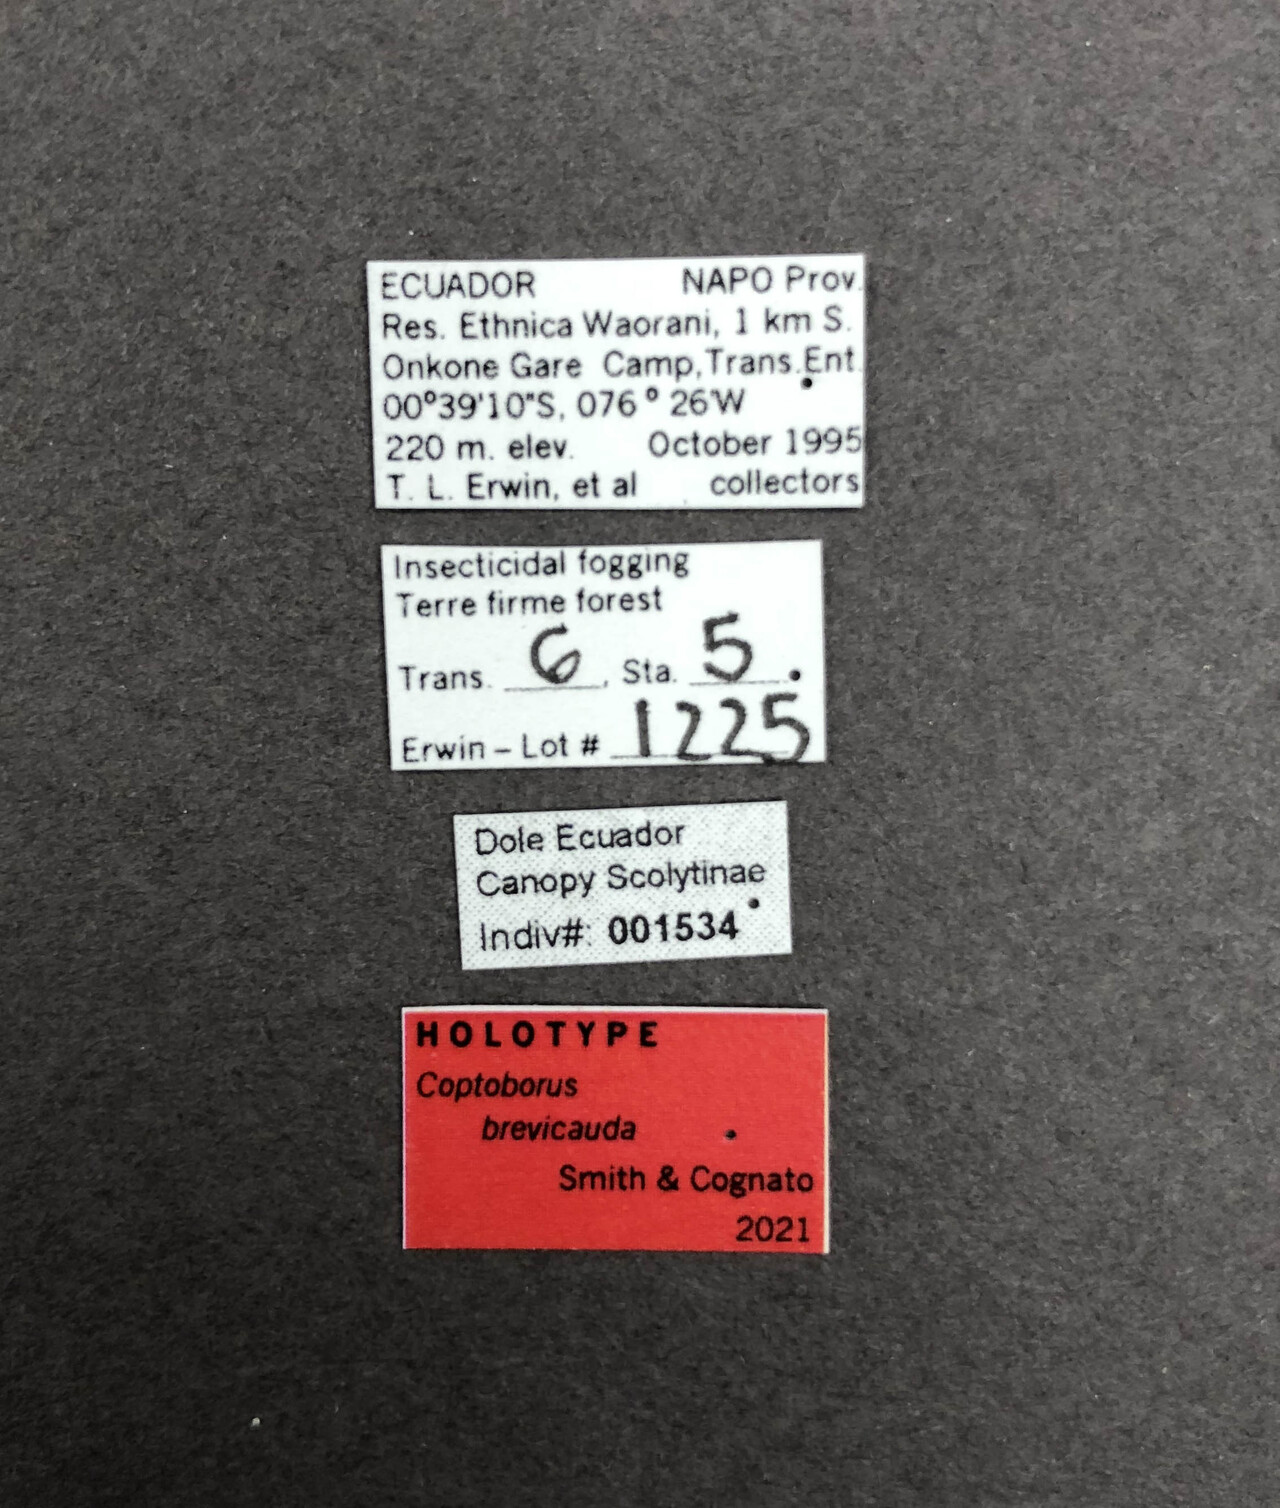 ECUADOR NAPO Prov.
Res. Ethnica Waorani, 1 km S.
Onkone Gare Camp,Trans.Ent.
00°39'10"S, 076° 26'W
220 m. elev. October 1995
T. L. Erwin, et al collectors
Insecticidal fogging
Terre firme forest
Trans. 6, Sta. 5
Erwin – Lot # 1225
Dole Ecuador
Canopy Scolytinae
Indiv#: 001534
HOLOTYPE
Coptoborus
brevicauda
Smith & Cognato
2021